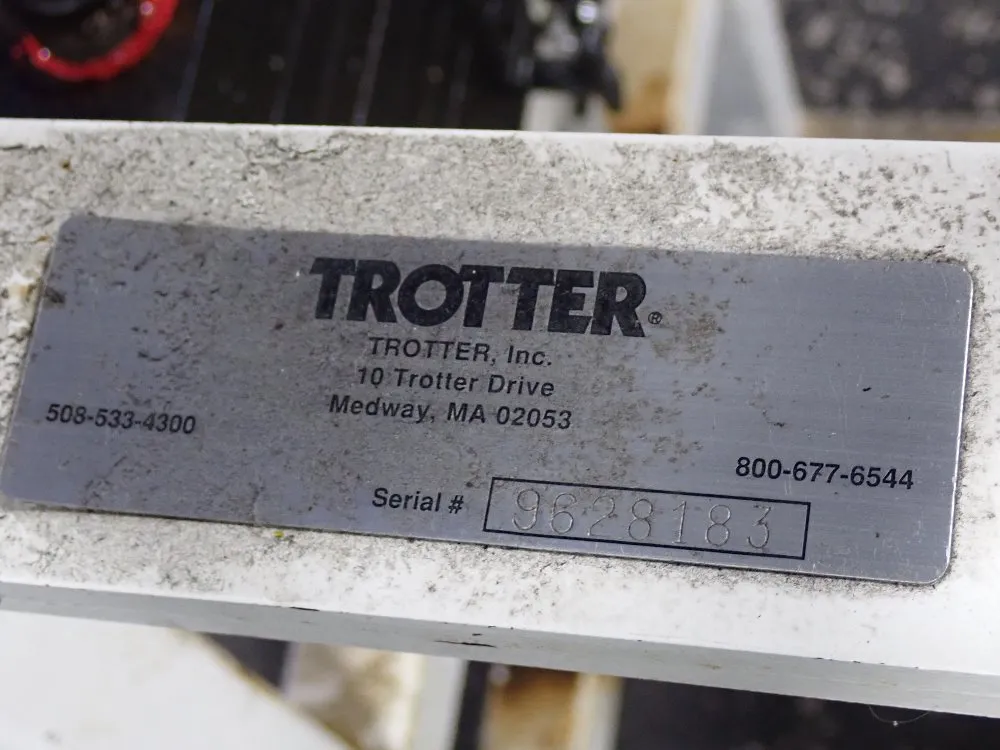 TROTTER®
TROTTER, Inc.
10 Trotter Drive
Medway, MA 02053
508-533-4300
800-677-6544
Serial # 9628183